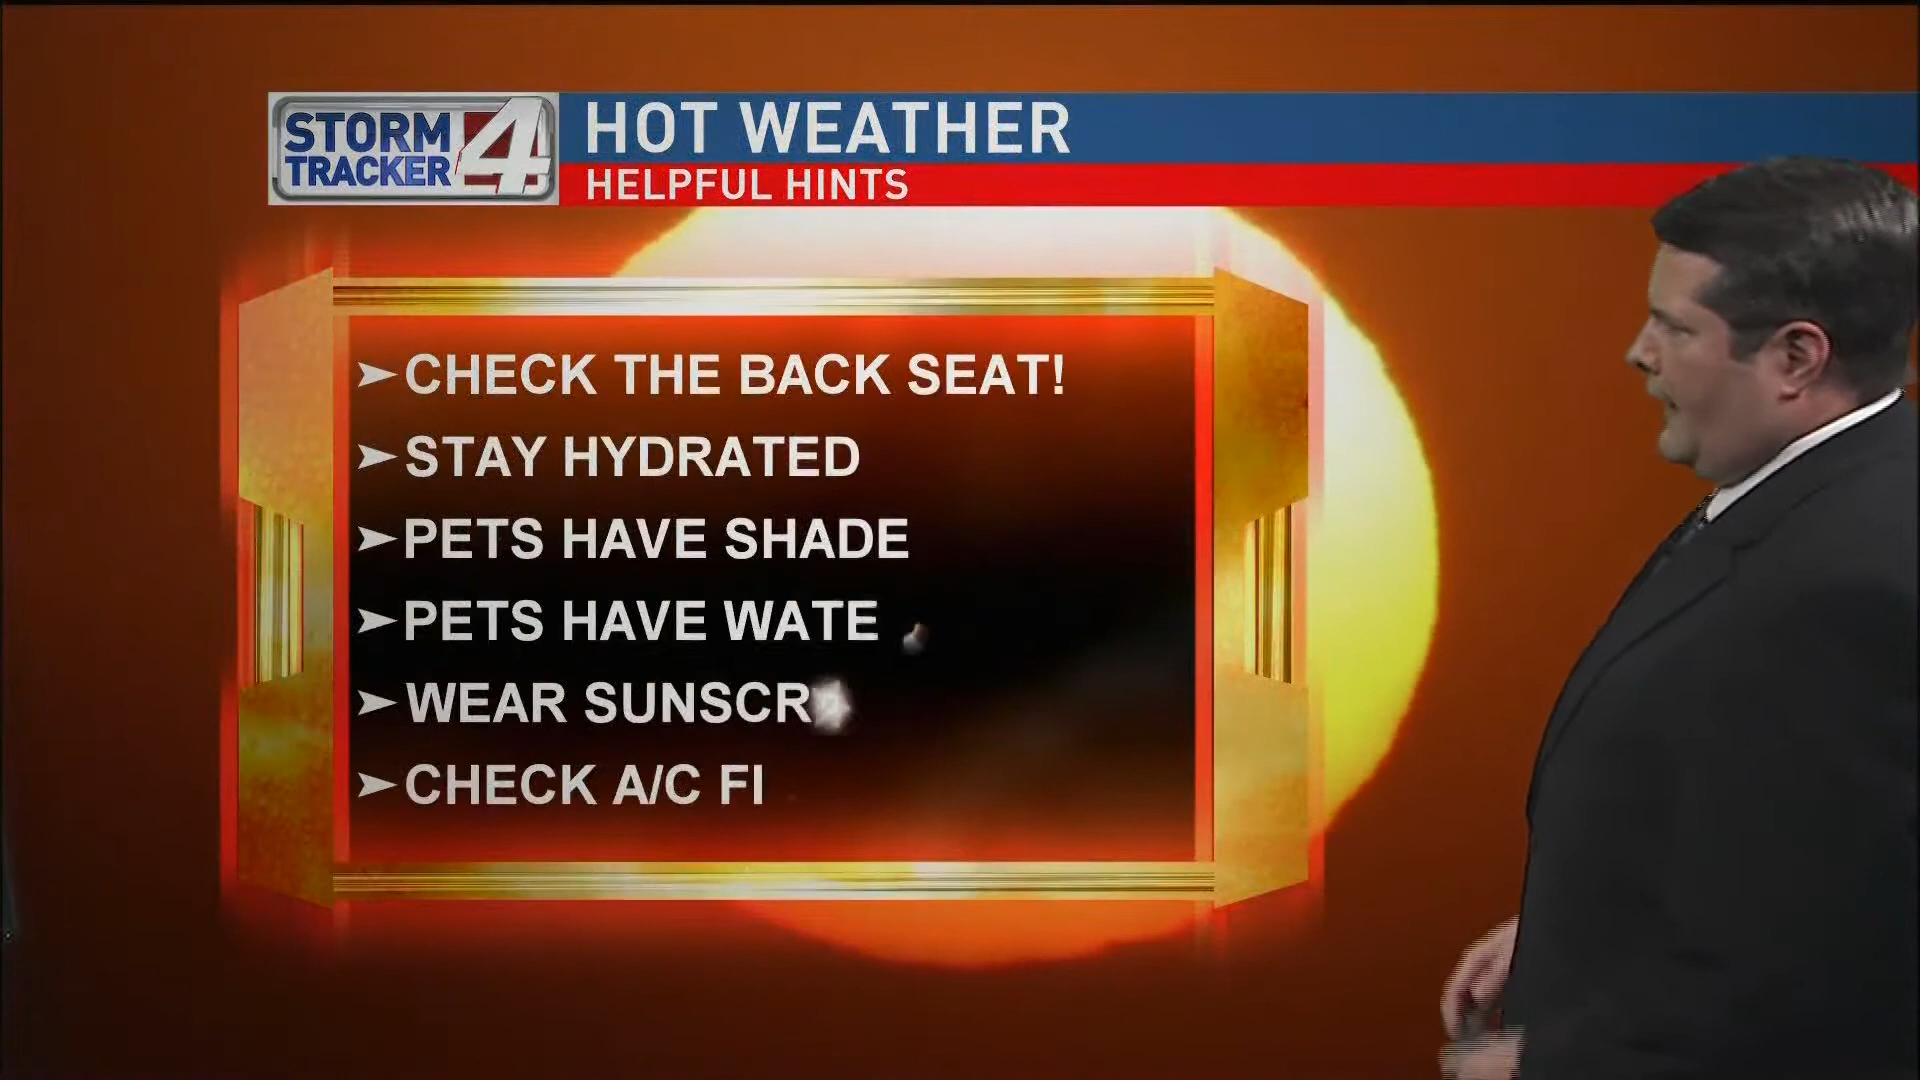 STORM TRACKER 4
HOT WEATHER
HELPFUL HINTS
➢CHECK THE BACK SEAT!
➢STAY HYDRATED
➢PETS HAVE SHADE
➢PETS HAVE WATE
➢WEAR SUNSCR
➢CHECK A/C FI